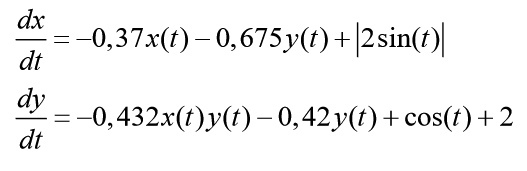 dx/dt = −0,37x(t) − 0,675y(t) + |2sin(t)|
dy/dt = −0,432x(t)y(t) − 0,42y(t) + cos(t) + 2